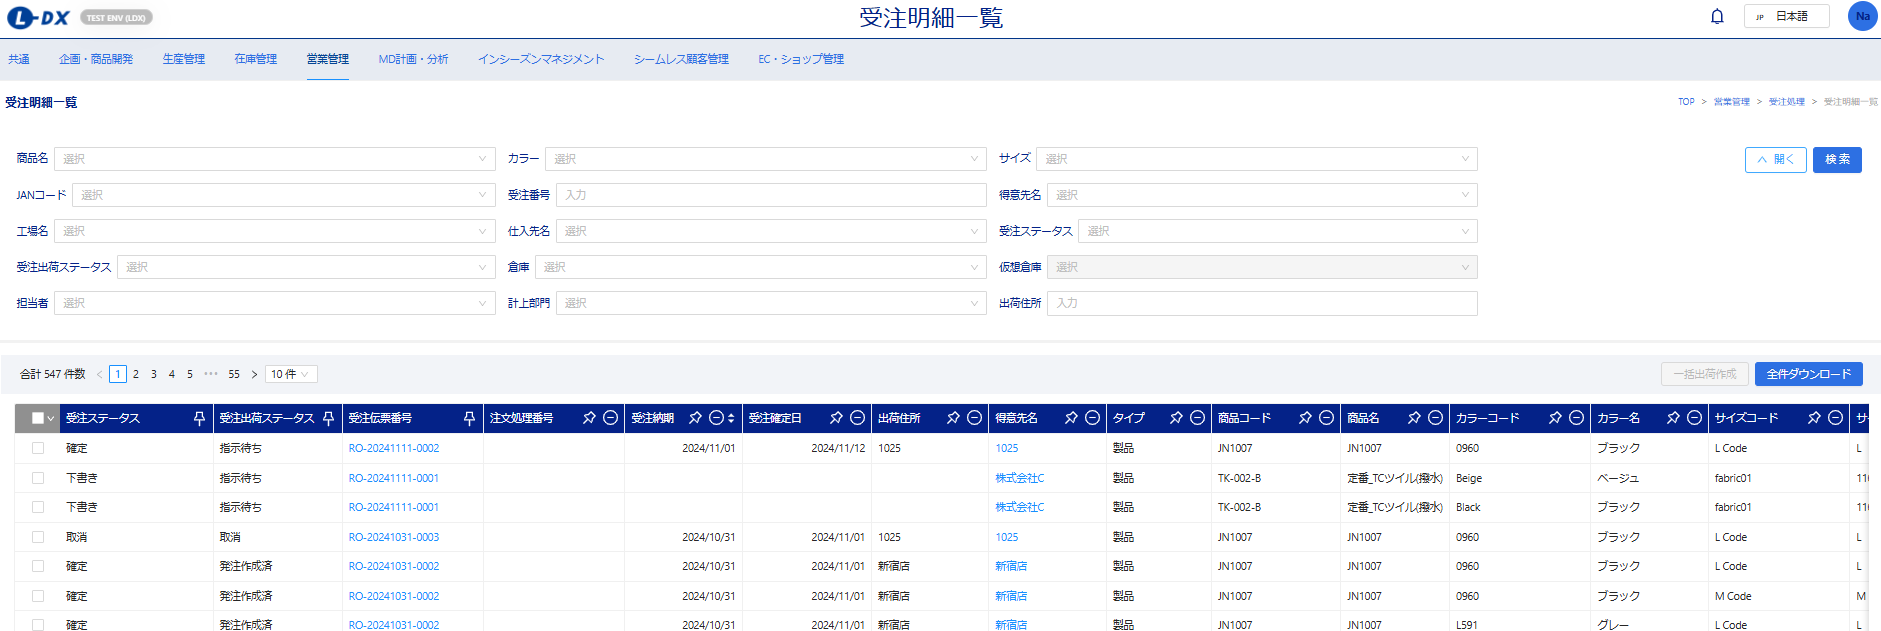 L-DX TEST ENV (LDX) 受注明細一覧 JP 日本語 Na
共通 企画・商品開発 生産管理 在庫管理 営業管理 MD計画・分析 インシーズンマネジメント シームレス顧客管理 EC・ショップ管理
受注明細一覧 TOP > 営業管理 > 受注処理 > 受注明細一覧
商品名 選択 カラー 選択 サイズ 選択 開く 検索
JANコード 選択 受注番号 入力 得意先名 選択
工場名 選択 仕入先名 選択 受注ステータス 選択
受注出荷ステータス 選択 倉庫 選択 仮想倉庫 選択
担当者 選択 計上部門 選択 出荷住所 入力
合計 547 件数 < 1 2 3 4 5 ••• 55 > 10 件 一括出荷作成 全件ダウンロード
受注ステータス 受注出荷ステータス 受注伝票番号 注文処理番号 受注納期 受注確定日 出荷住所 得意先名 タイプ 商品コード 商品名 カラーコード カラー名 サイズコード
確定 指示待ち RO-20241111-0002 2024/11/01 2024/11/12 1025 1025 製品 JN1007 JN1007 0960 ブラック L Code L
下書き 指示待ち RO-20241111-0001 株式会社C 製品 TK-002-B 定番_TCツイル(撥水) Beige ベージュ fabric01
下書き 指示待ち RO-20241111-0001 株式会社C 製品 TK-002-B 定番_TCツイル(撥水) Black ブラック fabric01
取消 取消 RO-20241031-0003 2024/10/31 2024/11/01 1025 1025 製品 JN1007 JN1007 0960 ブラック L Code L
確定 発注作成済 RO-20241031-0002 2024/10/31 2024/11/01 新宿店 新宿店 製品 JN1007 JN1007 0960 ブラック L Code L
確定 発注作成済 RO-20241031-0002 2024/10/31 2024/11/01 新宿店 新宿店 製品 JN1007 JN1007 0960 ブラック M Code M
確定 発注作成済 RO-20241031-0002 2024/10/31 2024/11/01 新宿店 新宿店 製品 JN1007 JN1007 L591 グレー L Code L